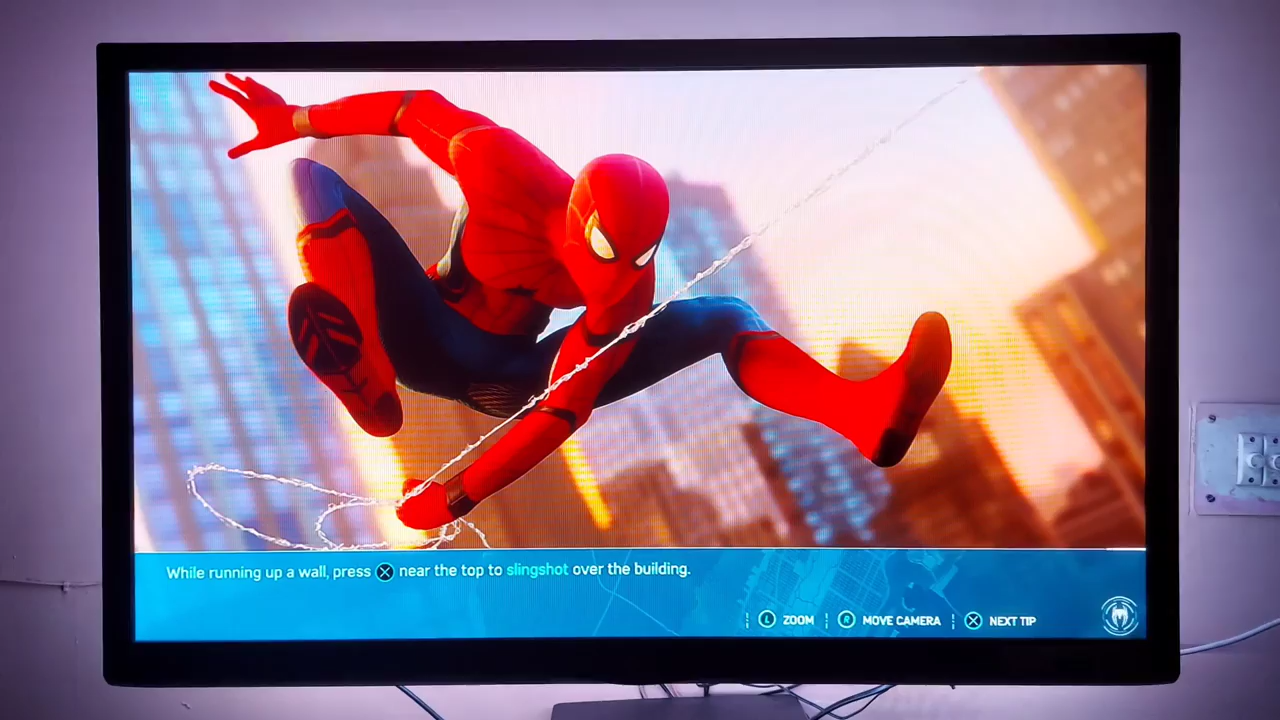 While running up a wall, press Ⓧ near the top to slingshot over the building.
L ZOOM R MOVE CAMERA Ⓧ NEXT TIP